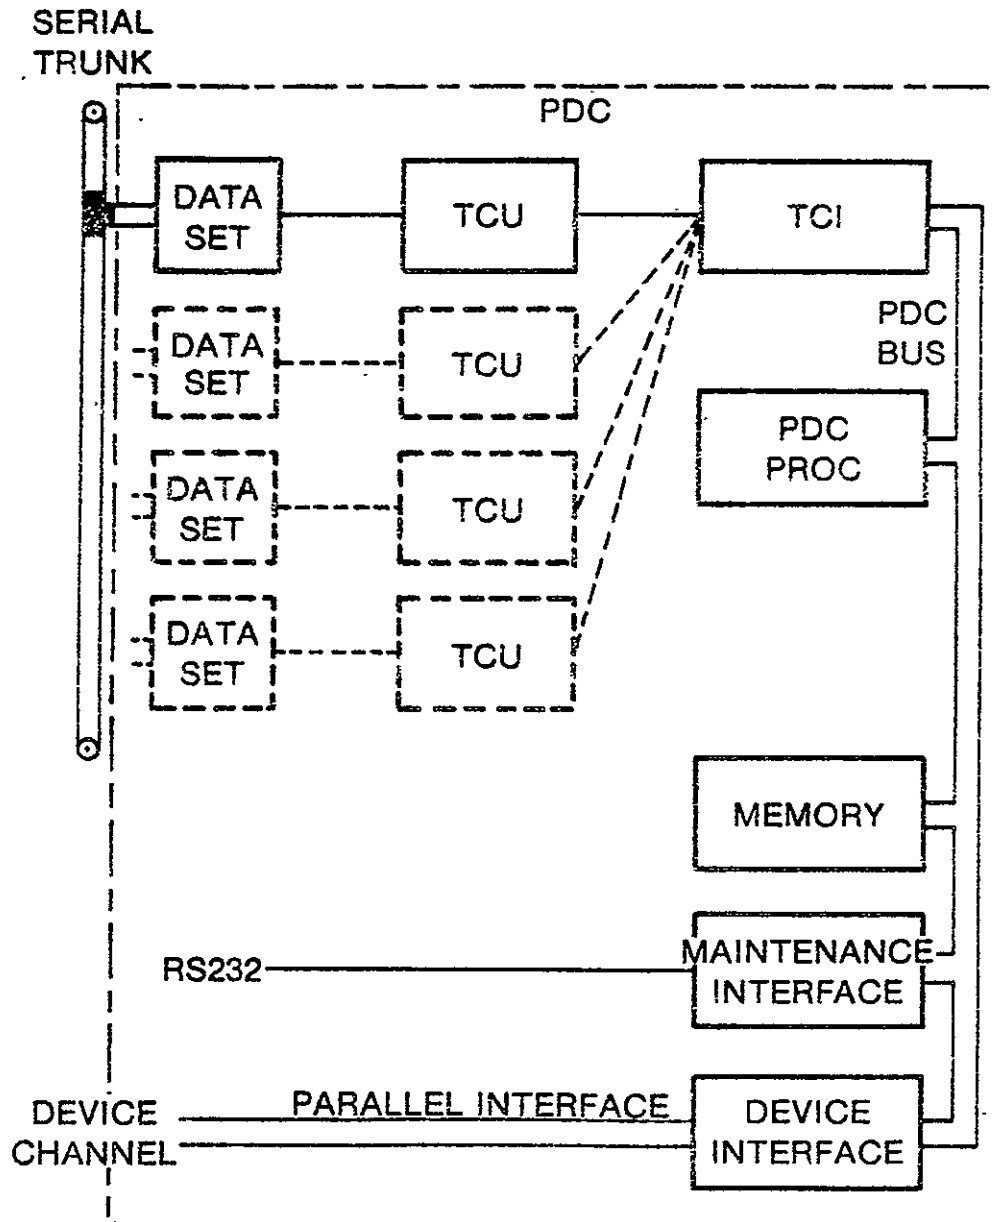 SERIAL
TRUNK
PDC
DATA
SET
TCU
TCI
DATA
SET
TCU
PDC
BUS
PDC
PROC
DATA
SET
TCU
DATA
SET
TCU
MEMORY
RS232
MAINTENANCE
INTERFACE
DEVICE
CHANNEL
PARALLEL INTERFACE
DEVICE
INTERFACE